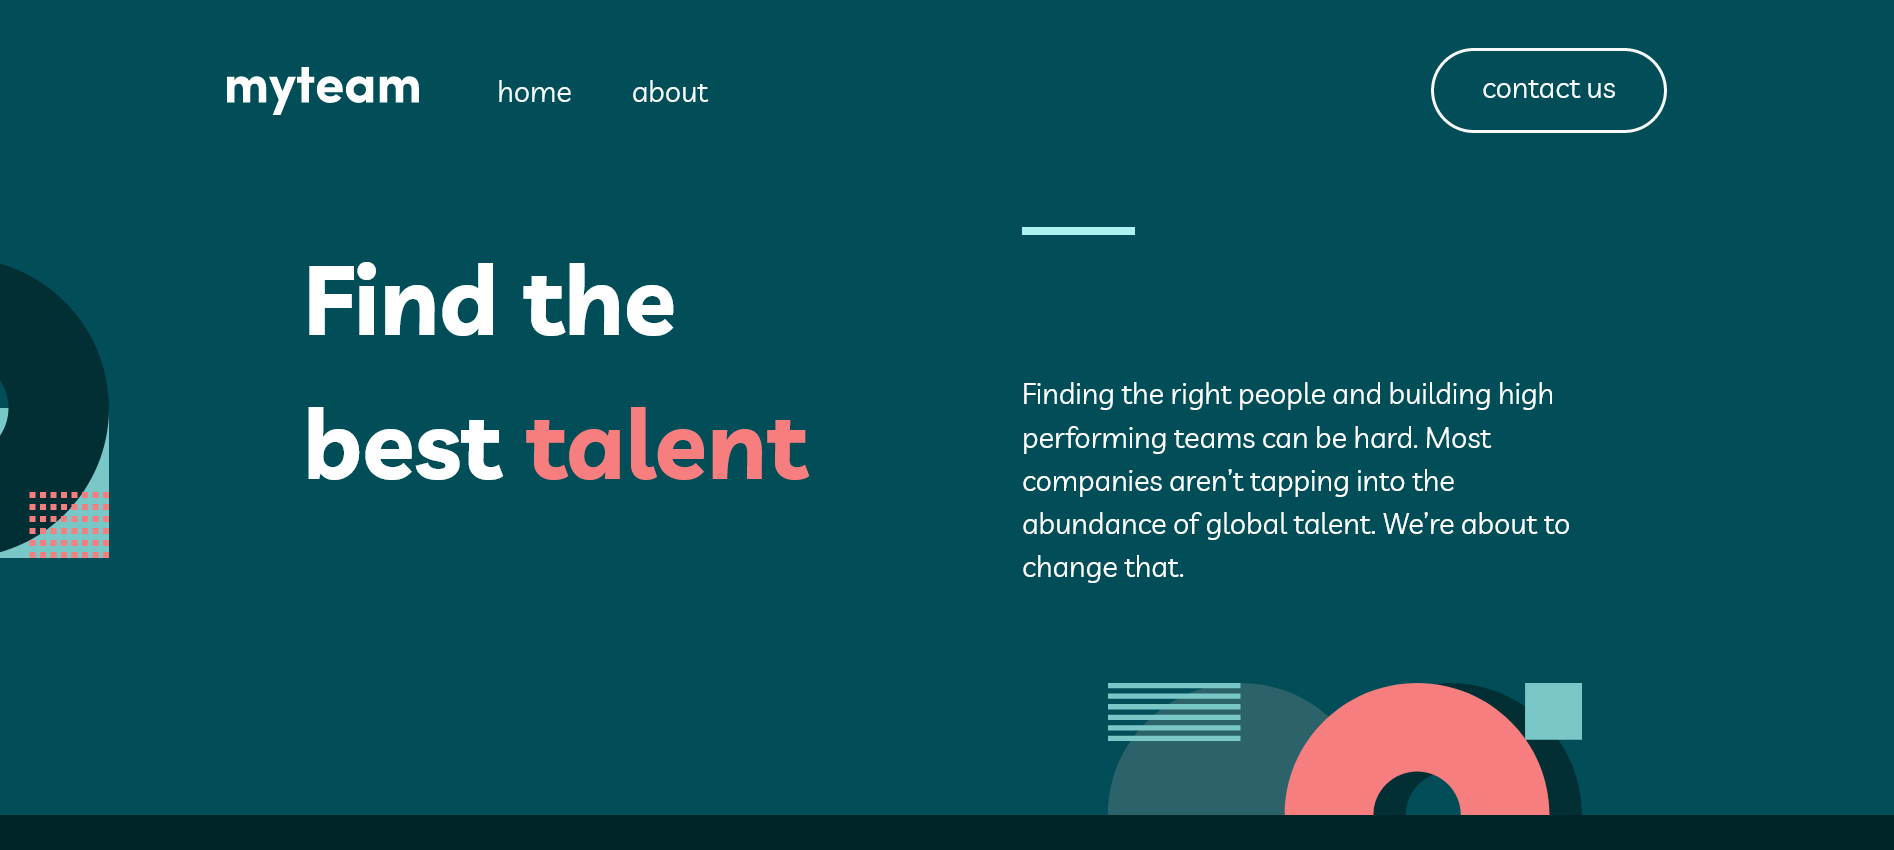 myteam
home
about
contact us
Find the
best talent
Finding the right people and building high
performing teams can be hard. Most
companies aren’t tapping into the
abundance of global talent. We’re about to
change that.